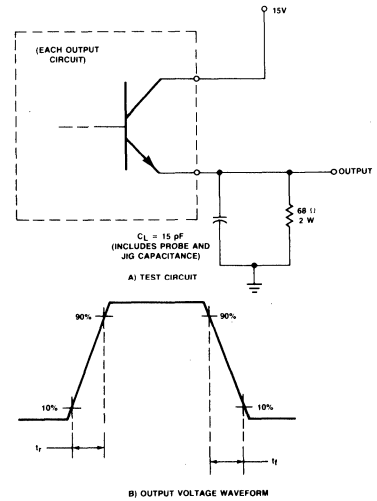 15V
(EACH OUTPUT
CIRCUIT)
OUTPUT
68 Ω
2 W
CL = 15 pF
(INCLUDES PROBE AND
JIG CAPACITANCE)
A) TEST CIRCUIT
90%
90%
10%
10%
tr
tf
B) OUTPUT VOLTAGE WAVEFORM